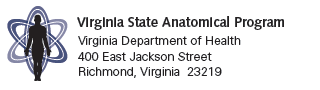 Virginia State Anatomical Program
Virginia Department of Health
400 East Jackson Street
Richmond, Virginia  23219